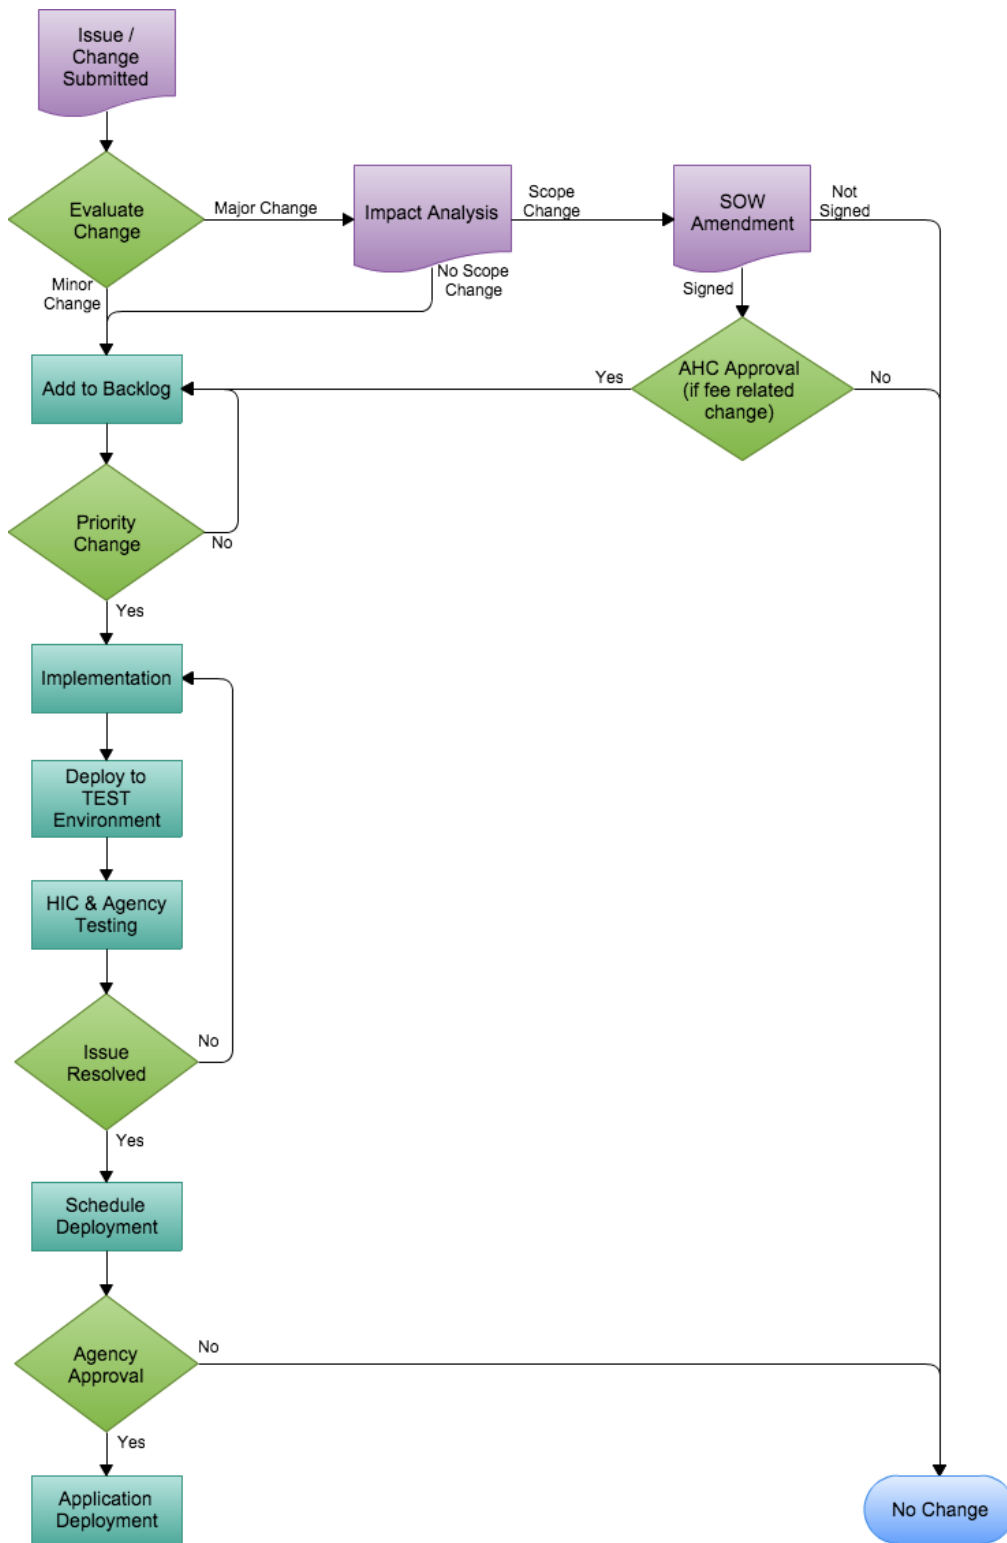 Issue /
Change
Submitted
Evaluate
Change
Major Change
Impact Analysis
Scope
Change
SOW
Amendment
Not
Signed
Minor
Change
No Scope
Change
Signed
Add to Backlog
Yes
AHC Approval
(if fee related
change)
No
Priority
Change
No
Yes
Implementation
Deploy to
TEST
Environment
HIC & Agency
Testing
Issue
Resolved
No
Yes
Schedule
Deployment
Agency
Approval
No
Yes
Application
Deployment
No Change